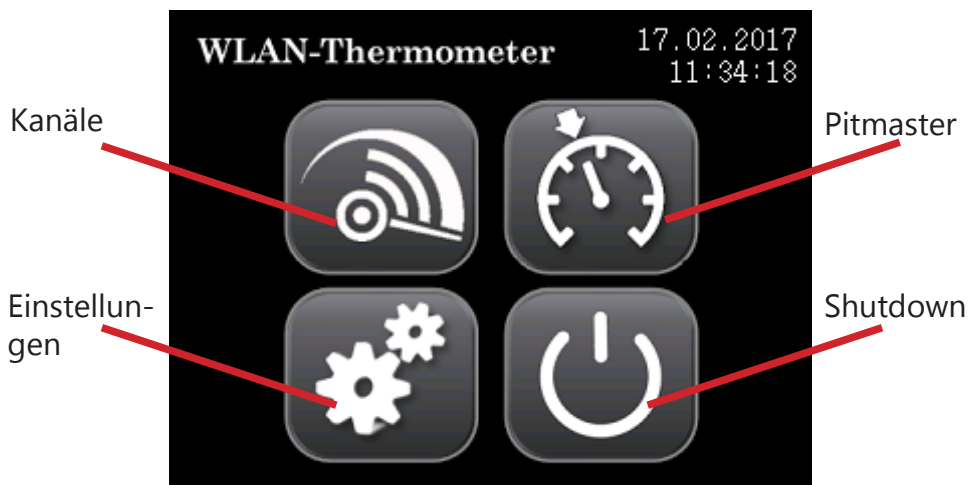 WLAN-Thermometer
17.02.2017
11:34:18
Kanäle
Pitmaster
Einstellun-
gen
Shutdown